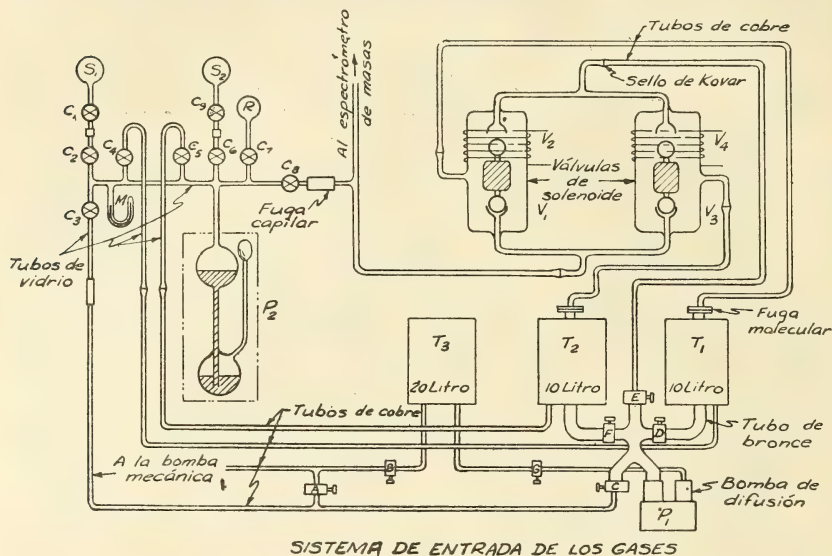 Tubos de cobre
S1
S2
Sello de Kovar
Al espectrómetro
de masas
C1
C9
R
C2
C4
C5
C6
C7
C8
V2
V4
Válvulas
de
solenoide
M
Fuga
capilar
V1
V3
C3
Tubos de
vidrio
P2
Fuga
molecular
T3
T2
T1
20 Litro
10 Litro
10 Litro
E
Tubos de cobre
F
D
Tubo de
bronce
A la bomba
mecánica
B
G
A
C
Bomba de
difusión
P1
SISTEMA DE ENTRADA DE LOS GASES